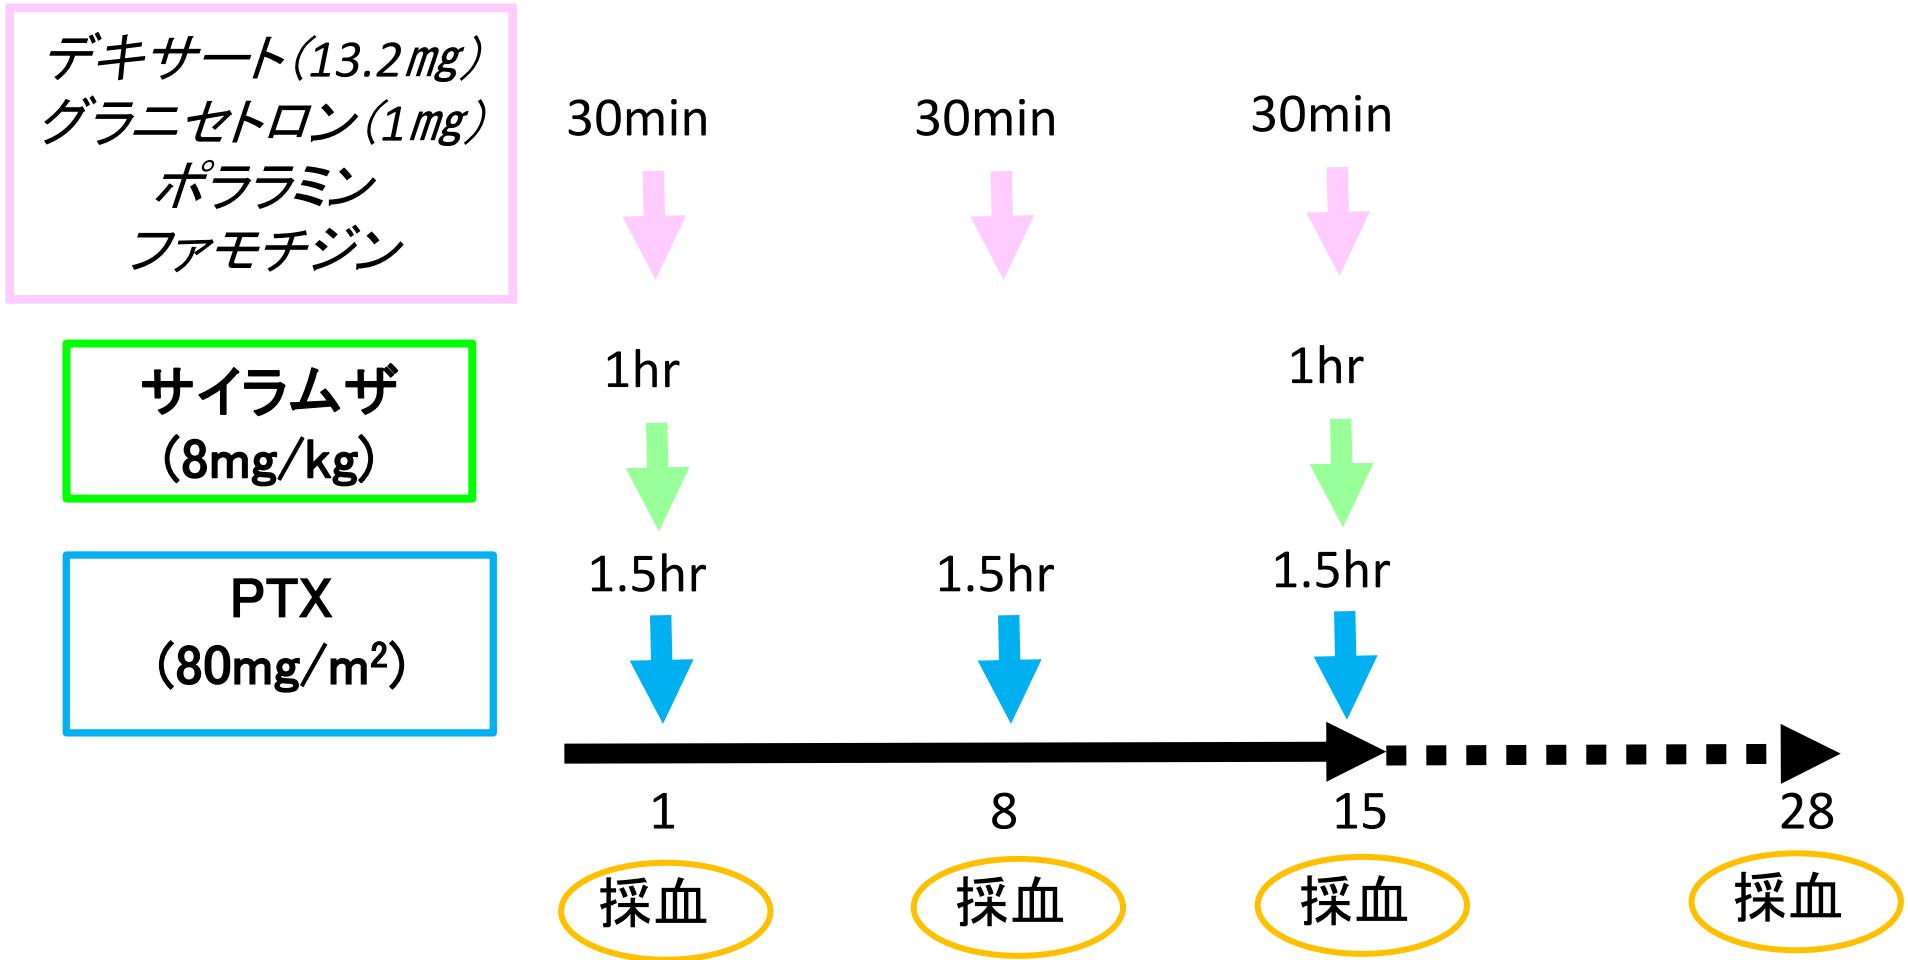 デキサート(13.2㎎)
グラニセトロン(1㎎)
ポララミン
ファモチジン
30min 30min 30min
サイラムザ
(8mg/kg)
1hr 1hr
PTX
(80mg/m²)
1.5hr 1.5hr 1.5hr
1 8 15 28
採血 採血 採血 採血